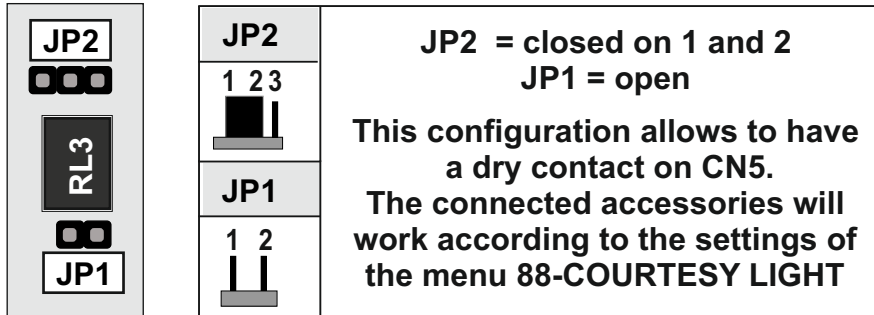 JP2
RL3
JP1
JP2
1 2 3
JP1
1 2
JP2 = closed on 1 and 2
JP1 = open
This configuration allows to have
a dry contact on CN5.
The connected accessories will
work according to the settings of
the menu 88-COURTESY LIGHT